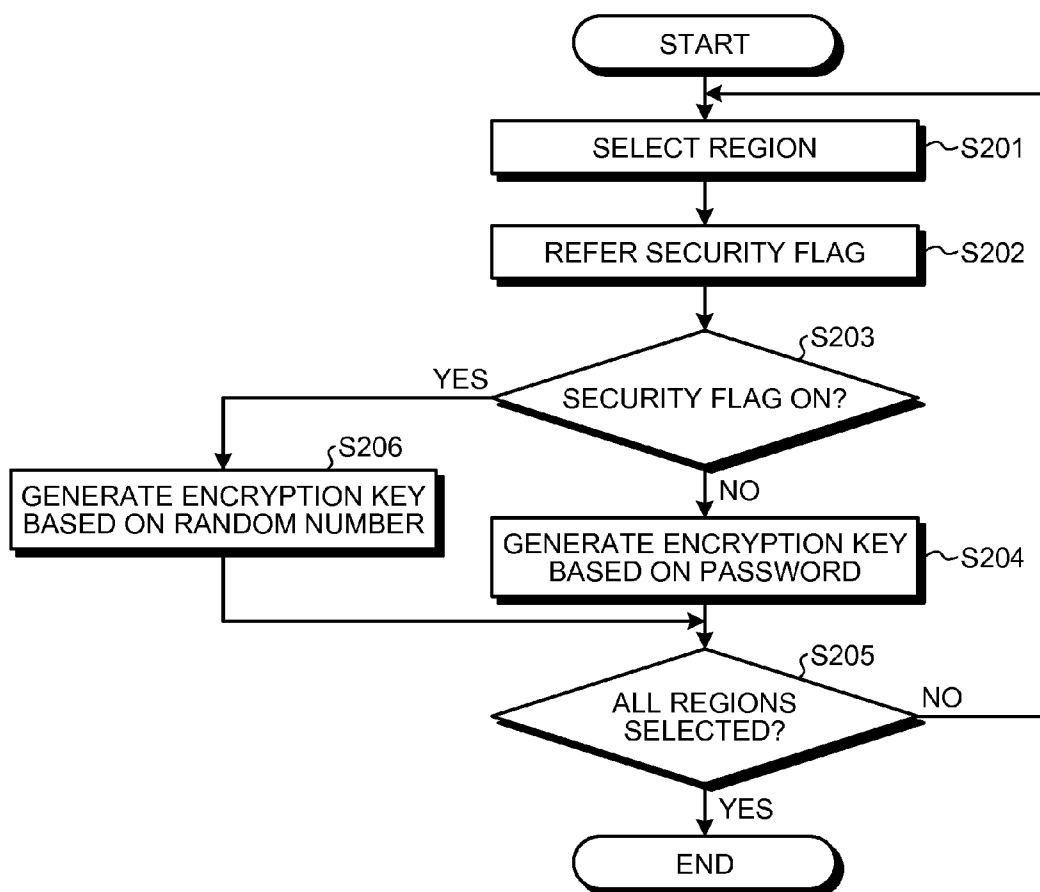 START
SELECT REGION
S201
REFER SECURITY FLAG
S202
S203
SECURITY FLAG ON?
YES
S206
GENERATE ENCRYPTION KEY
BASED ON RANDOM NUMBER
NO
GENERATE ENCRYPTION KEY
BASED ON PASSWORD
S204
S205
ALL REGIONS
SELECTED?
NO
YES
END